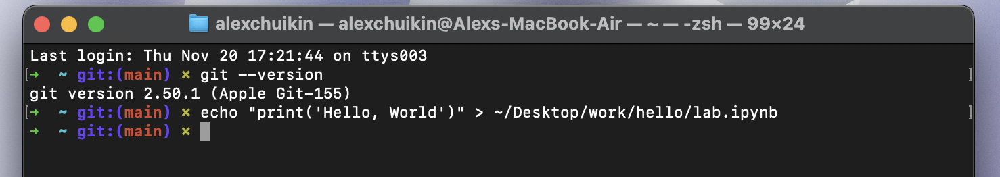 alexchuikin — alexchuikin@Alexs-MacBook-Air — ~ — -zsh — 99×24
Last login: Thu Nov 20 17:21:44 on ttys003
[➜  ~ git:(main) ✗ git --version ]
git version 2.50.1 (Apple Git-155)
[➜  ~ git:(main) ✗ echo "print('Hello, World')" > ~/Desktop/work/hello/lab.ipynb ]
➜  ~ git:(main) ✗